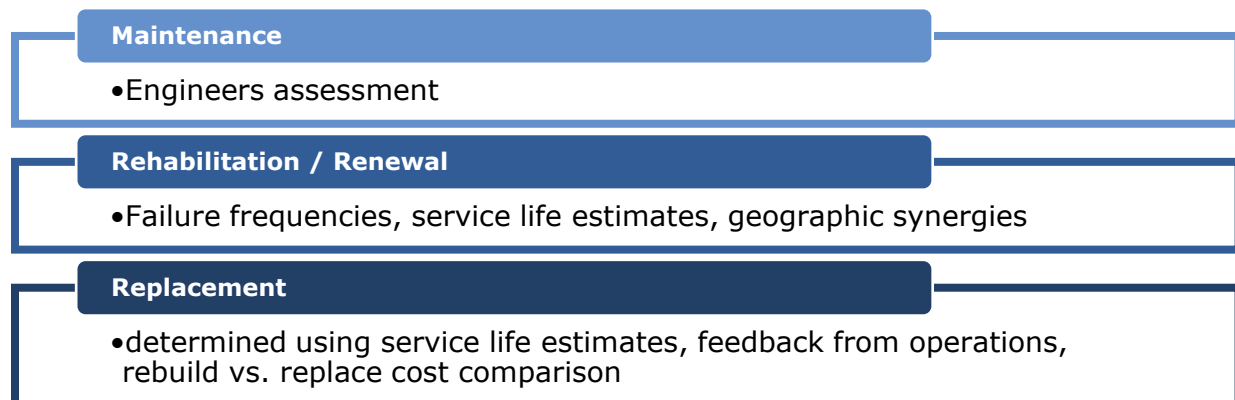 Maintenance
•Engineers assessment
Rehabilitation / Renewal
•Failure frequencies, service life estimates, geographic synergies
Replacement
•determined using service life estimates, feedback from operations,
rebuild vs. replace cost comparison